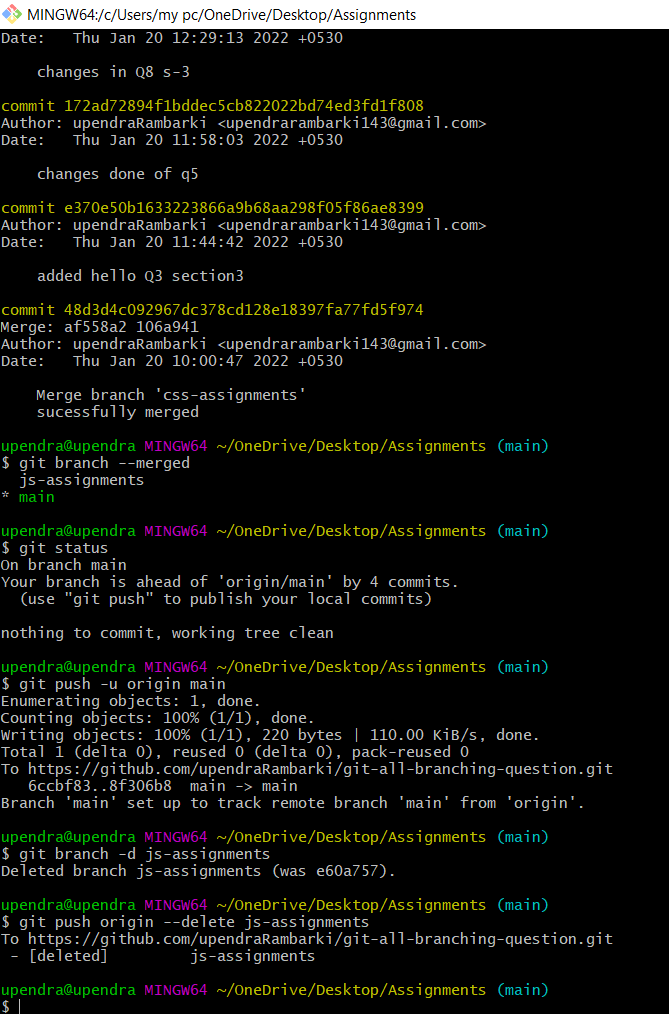 MINGW64:/c/Users/my pc/OneDrive/Desktop/Assignments
Date:   Thu Jan 20 12:29:13 2022 +0530
    changes in Q8 s-3
commit 172ad72894f1bddec5cb822022bd74ed3fd1f808
Author: upendraRambarki <upendrarambarki143@gmail.com>
Date:   Thu Jan 20 11:58:03 2022 +0530
    changes done of q5
commit e370e50b1633223866a9b68aa298f05f86ae8399
Author: upendraRambarki <upendrarambarki143@gmail.com>
Date:   Thu Jan 20 11:44:42 2022 +0530
    added hello Q3 section3
commit 48d3d4c092967dc378cd128e18397fa77fd5f974
Merge: af558a2 106a941
Author: upendraRambarki <upendrarambarki143@gmail.com>
Date:   Thu Jan 20 10:00:47 2022 +0530
    Merge branch 'css-assignments'
    sucessfully merged
upendra@upendra MINGW64 ~/OneDrive/Desktop/Assignments (main)
$ git branch --merged
  js-assignments
* main
upendra@upendra MINGW64 ~/OneDrive/Desktop/Assignments (main)
$ git status
On branch main
Your branch is ahead of 'origin/main' by 4 commits.
  (use "git push" to publish your local commits)
nothing to commit, working tree clean
upendra@upendra MINGW64 ~/OneDrive/Desktop/Assignments (main)
$ git push -u origin main
Enumerating objects: 1, done.
Counting objects: 100% (1/1), done.
Writing objects: 100% (1/1), 220 bytes | 110.00 KiB/s, done.
Total 1 (delta 0), reused 0 (delta 0), pack-reused 0
To https://github.com/upendraRambarki/git-all-branching-question.git
   6ccbf83..8f306b8  main -> main
Branch 'main' set up to track remote branch 'main' from 'origin'.
upendra@upendra MINGW64 ~/OneDrive/Desktop/Assignments (main)
$ git branch -d js-assignments
Deleted branch js-assignments (was e60a757).
upendra@upendra MINGW64 ~/OneDrive/Desktop/Assignments (main)
$ git push origin --delete js-assignments
To https://github.com/upendraRambarki/git-all-branching-question.git
 - [deleted]         js-assignments
upendra@upendra MINGW64 ~/OneDrive/Desktop/Assignments (main)
$